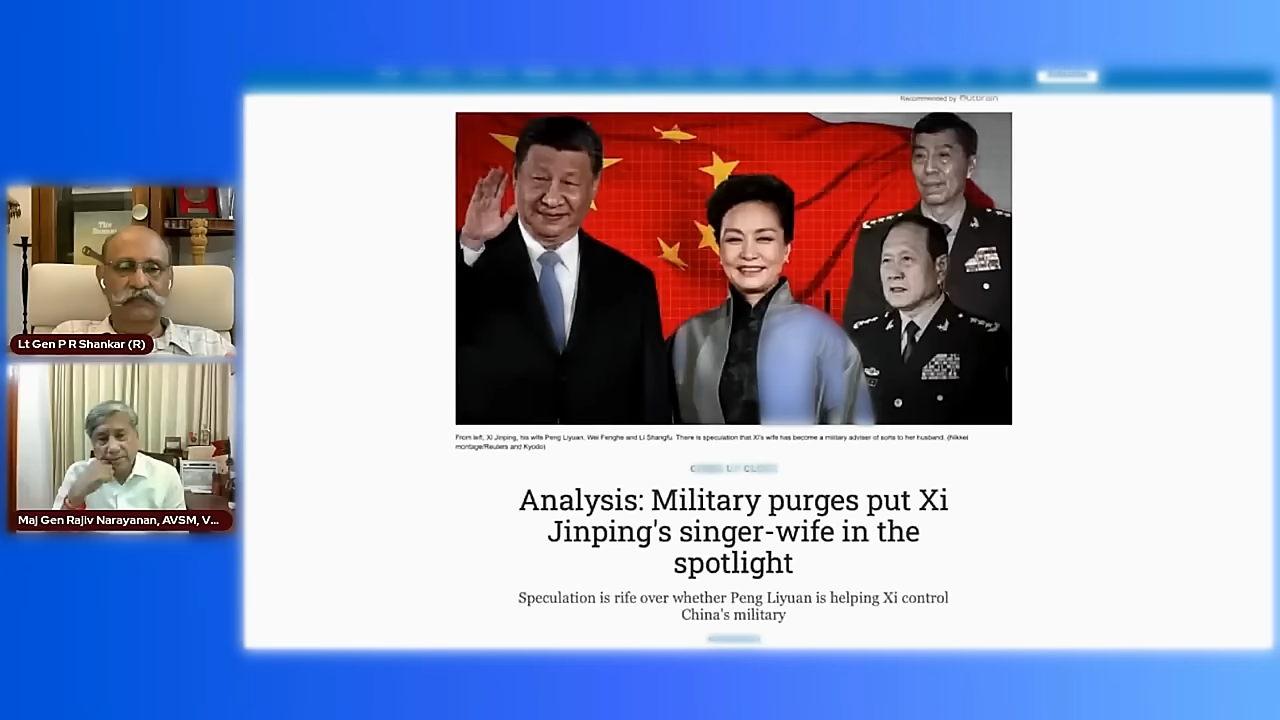 Recommended by Outbrain
The
Lt Gen P R Shankar (R)
Maj Gen Rajiv Narayanan, AVSM, V...
From left, Xi Jinping, his wife Peng Liyuan, Wei Fenghe and Li Shangfu. There is speculation that Xi's wife has become a military adviser of sorts to her husband. (Nikkei
montage/Reuters and Kyodo)
Analysis: Military purges put Xi
Jinping's singer-wife in the
spotlight
Speculation is rife over whether Peng Liyuan is helping Xi control
China's military